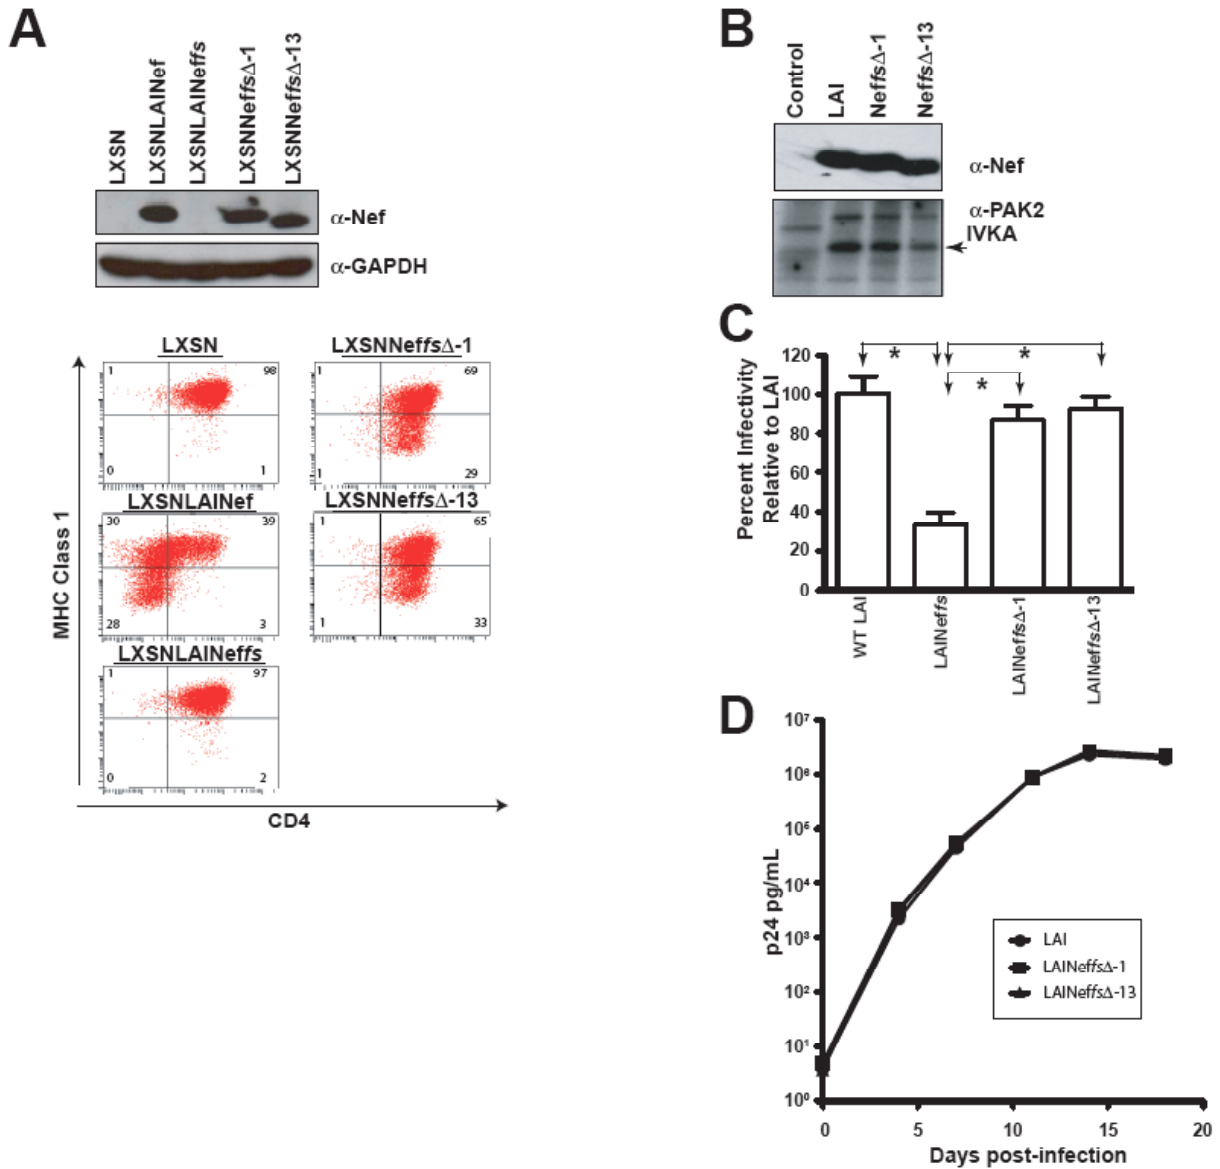 A
LXSN
LXSNLAINef
LXSNLAINeffs
LXSNNeffsΔ-1
LXSNNeffsΔ-13
α-Nef
α-GAPDH
LXSN
1 98
0 1
LXSNNeffsΔ-1
1 69
1 29
LXSNLAINef
30 39
28 3
LXSNNeffsΔ-13
1 65
1 33
LXSNLAINeffs
1 97
0 2
MHC Class 1
CD4
B
Control
LAI
NeffsΔ-1
NeffsΔ-13
α-Nef
α-PAK2
IVKA
C
Percent Infectivity
Relative to LAI
120
100
80
60
40
20
0
*
*
*
WT LAI
LAINeffs
LAINeffsΔ-1
LAINeffsΔ-13
D
p24 pg/mL
10⁷
10⁶
10⁵
10⁴
10³
10²
10¹
10⁰
LAI
LAINeffsΔ-1
LAINeffsΔ-13
0 5 10 15 20
Days post-infection